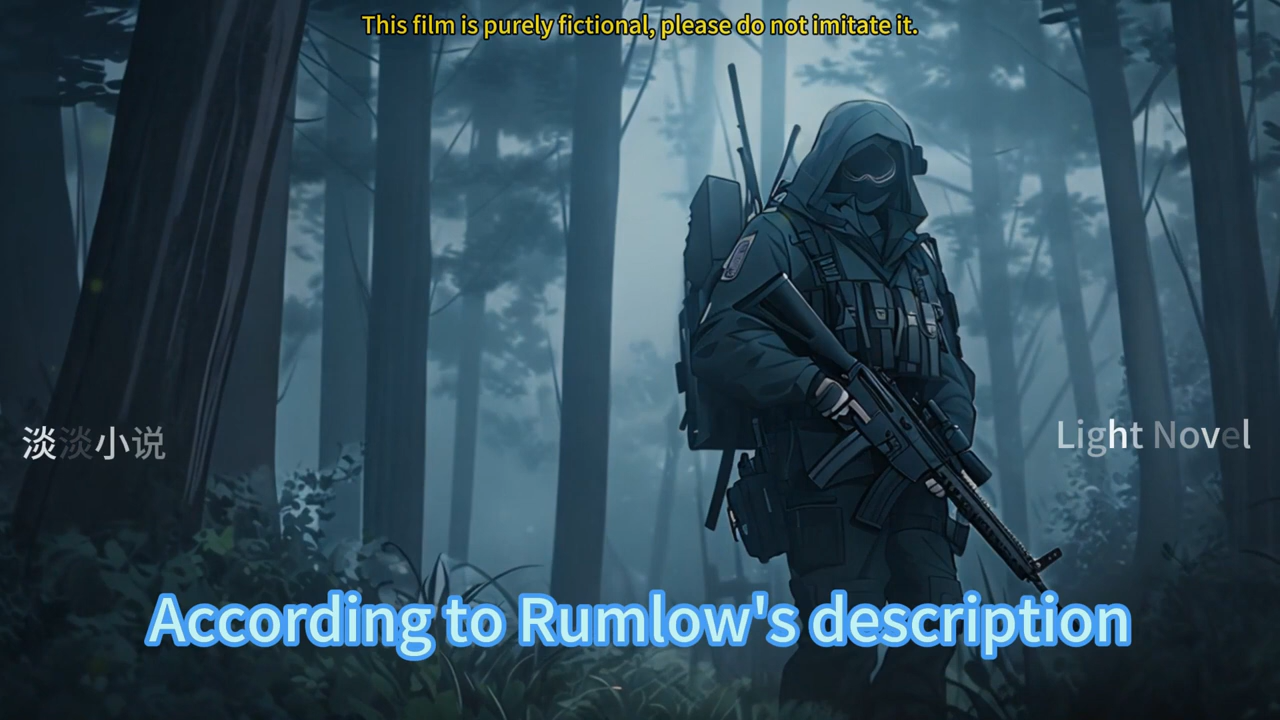 This film is purely fictional, please do not imitate it.
淡淡小说
Light Novel
According to Rumlow's description